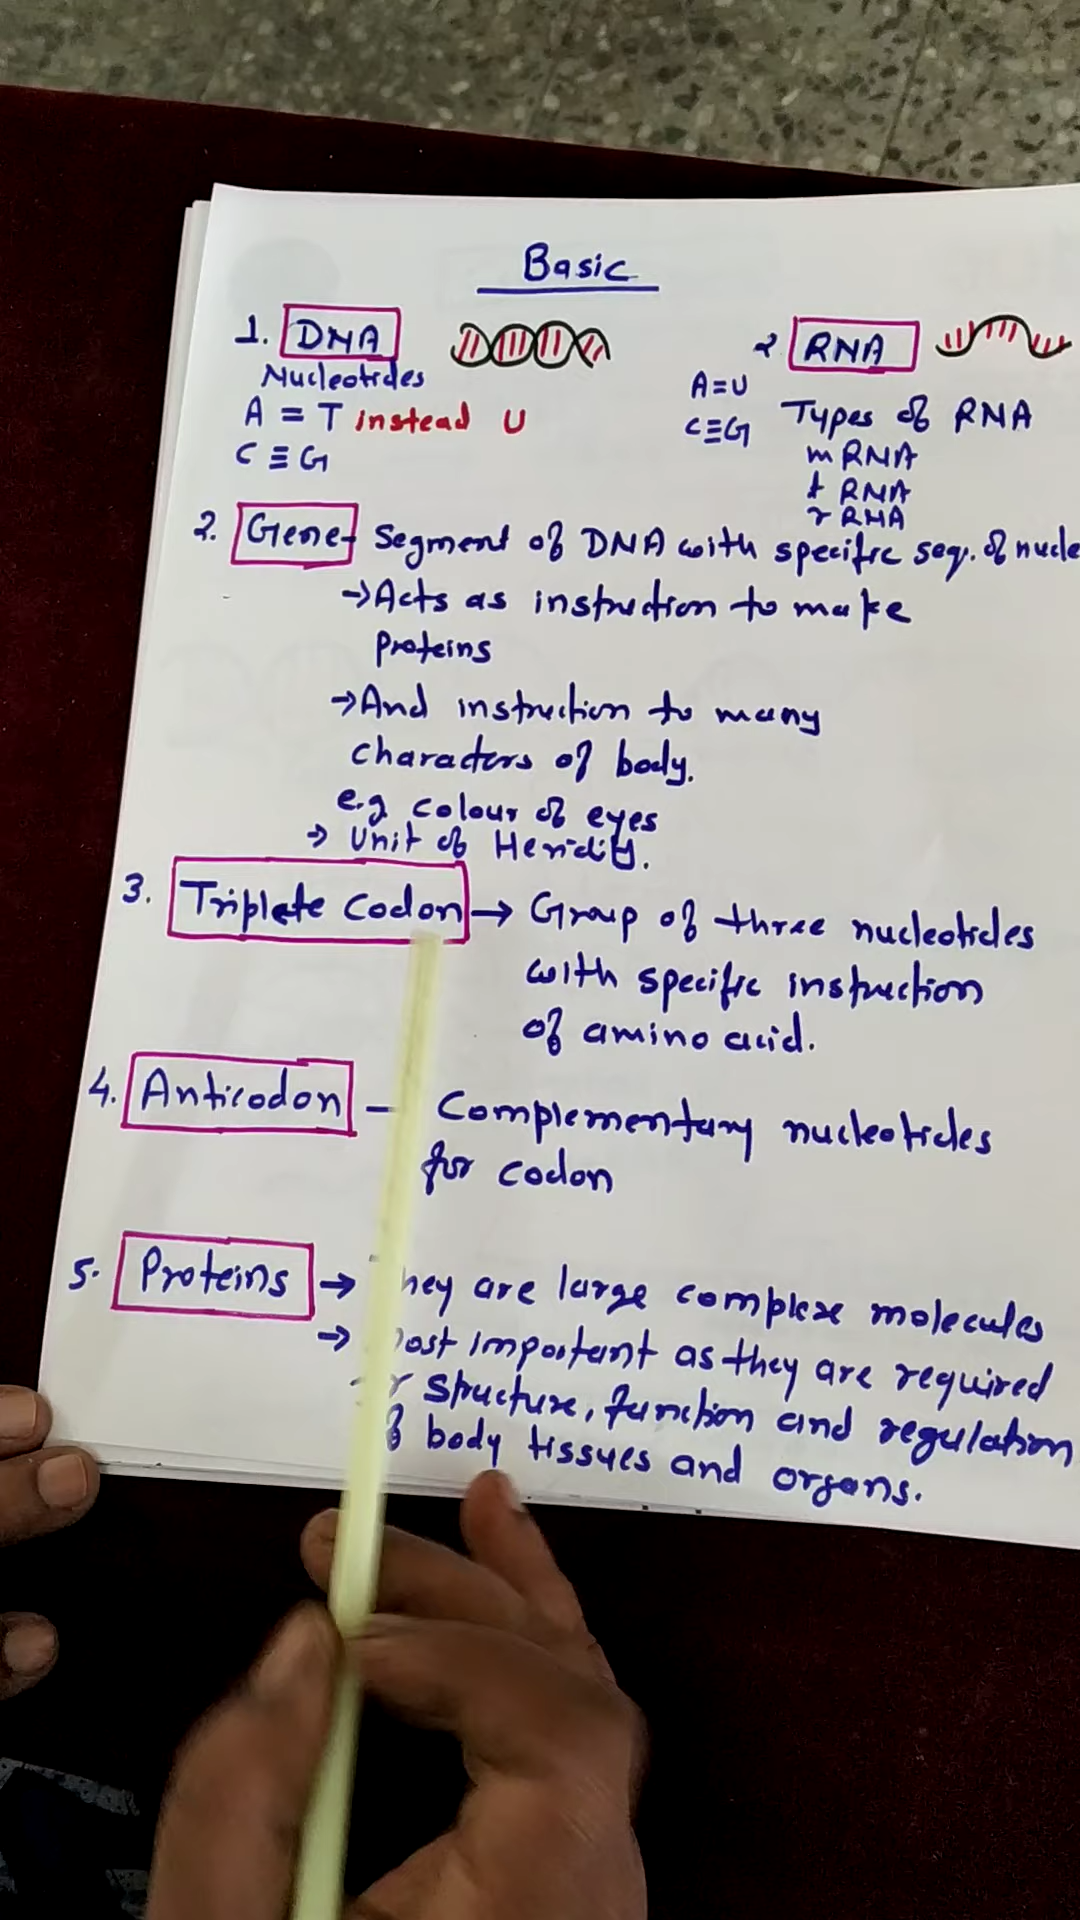 Basic
1. DNA
Nucleotides
A = T instead U
C ≡ G
2. RNA
A=U
C≡G
Types of RNA
mRNA
t RNA
r RNA
2. Gene- Segment of DNA with specific seq. of nucle
→Acts as instruction to make
Proteins
→And instruction to many
characters of body.
e.g colour of eyes
→ Unit of
3. Triplete Codon → Group of three nucleotides
with specific instruction
of amino acid.
4. Anticodon - Complementary nucleotides
for codon
5. Proteins → hey are large complexe molecules
→ ost important as they are required
r structure, function and regulation
body tissues and organs.